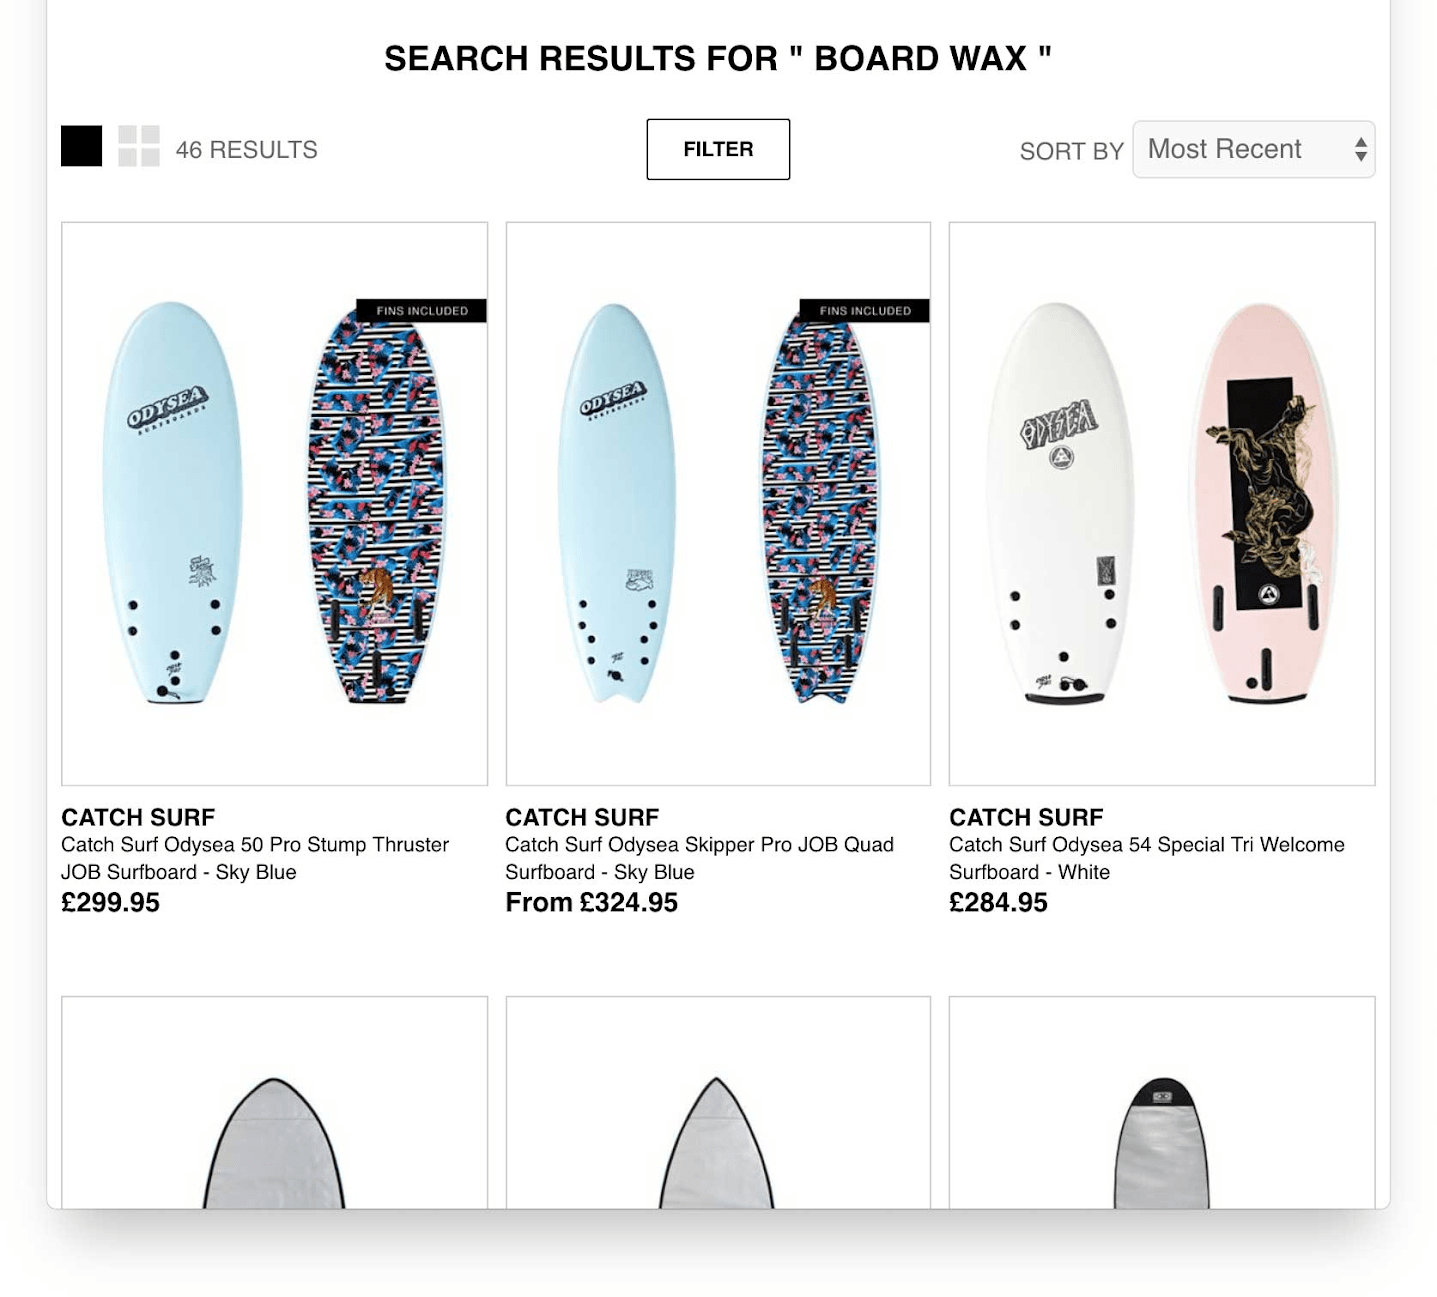 SEARCH RESULTS FOR " BOARD WAX "
46 RESULTS
FILTER
SORT BY
Most Recent
FINS INCLUDED
ODYSEA
SURFBOARDS
FINS INCLUDED
ODYSEA
SURFBOARDS
ODYSEA
CATCH SURF
Catch Surf Odysea 50 Pro Stump Thruster
JOB Surfboard - Sky Blue
£299.95
CATCH SURF
Catch Surf Odysea Skipper Pro JOB Quad
Surfboard - Sky Blue
From £324.95
CATCH SURF
Catch Surf Odysea 54 Special Tri Welcome
Surfboard - White
£284.95